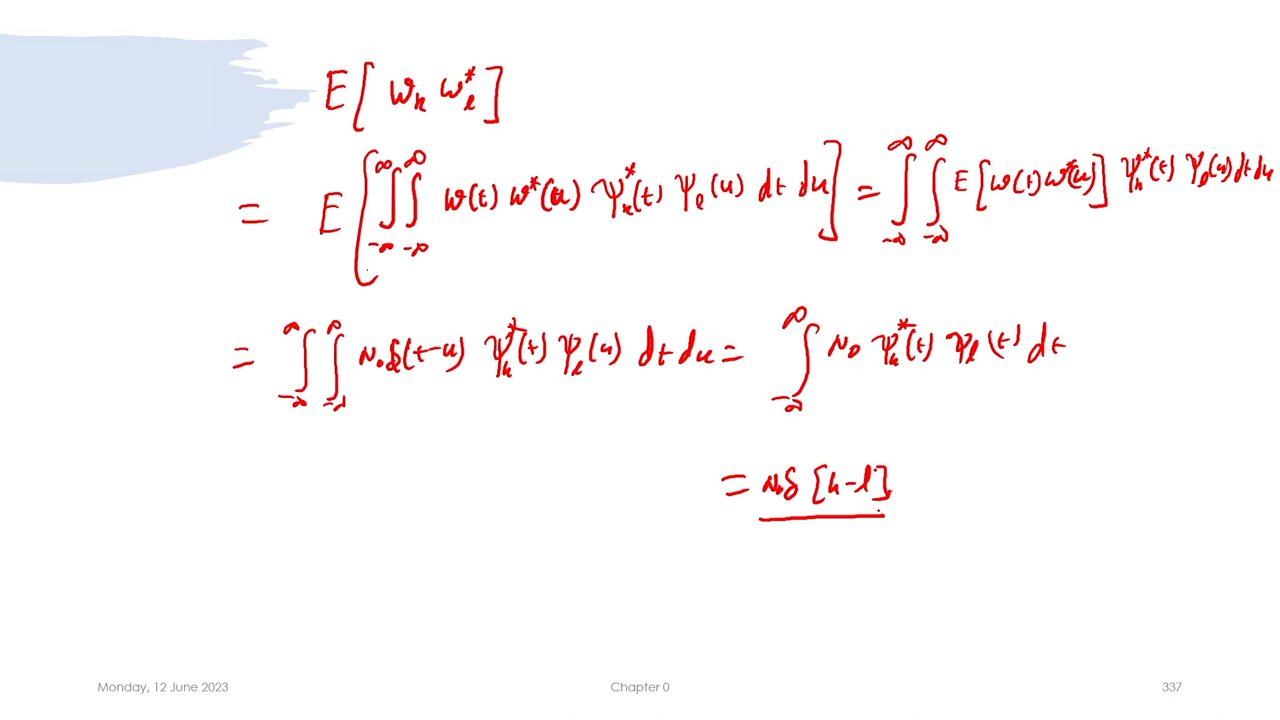 E[ w_k w_l^* ]
= E[ ∫_{-∞}^{∞} ∫_{-∞}^{∞} w(t) w^*(u) ψ_k^*(t) ψ_l(u) dt du ] = ∫_{-∞}^{∞} ∫_{-∞}^{∞} E[w(t) w^*(u)] ψ_k^*(t) ψ_l(u) dt du
= ∫_{-∞}^{∞} ∫_{-∞}^{∞} N_0 δ(t-u) ψ_k^*(t) ψ_l(u) dt du = ∫_{-∞}^{∞} N_0 ψ_k^*(t) ψ_l(t) dt
= N_0 δ[k-l]
Monday, 12 June 2023 Chapter 0 337